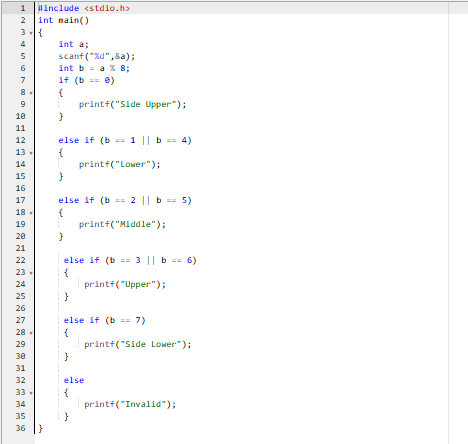 1 #include <stdio.h>
2 int main()
3 {
4 int a;
5 scanf("%d",&a);
6 int b = a % 8;
7 if (b == 0)
8 {
9 printf("Side Upper");
10 }
11
12 else if (b == 1 || b == 4)
13 {
14 printf("Lower");
15 }
16
17 else if (b == 2 || b == 5)
18 {
19 printf("Middle");
20 }
21
22 else if (b == 3 || b == 6)
23 {
24 printf("Upper");
25 }
26
27 else if (b == 7)
28 {
29 printf("Side Lower");
30 }
31
32 else
33 {
34 printf("Invalid");
35 }
36 }